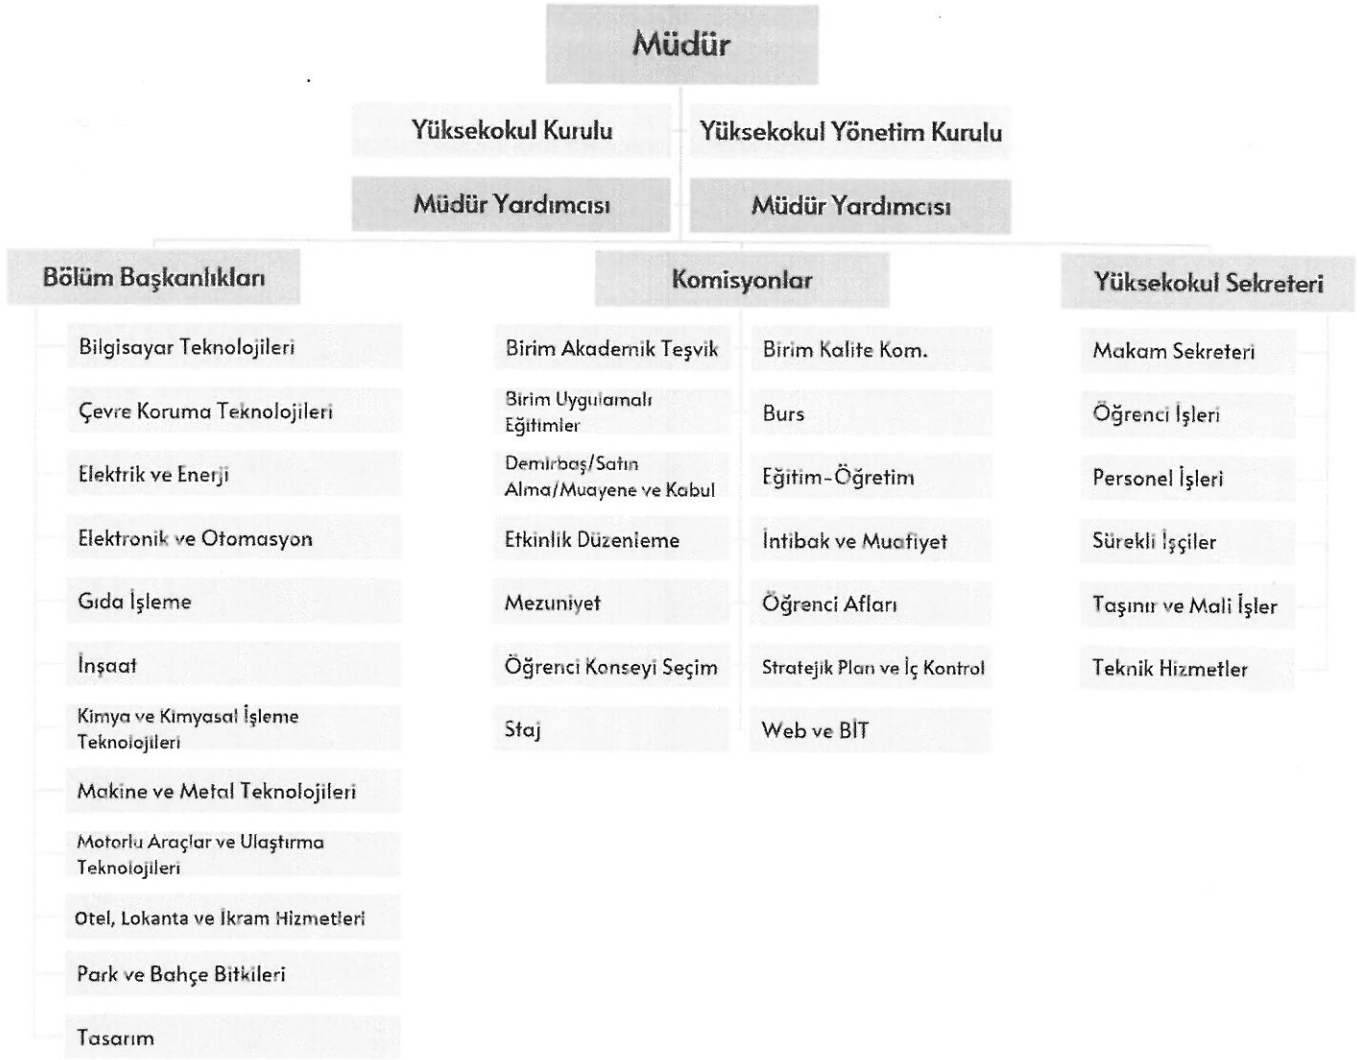 Müdür
Yüksekokul Kurulu
Yüksekokul Yönetim Kurulu
Müdür Yardımcısı
Müdür Yardımcısı
Bölüm Başkanlıkları
Bilgisayar Teknolojileri
Çevre Koruma Teknolojileri
Elektrik ve Enerji
Elektronik ve Otomasyon
Gıda İşleme
İnşaat
Kimya ve Kimyasal İşleme
Teknolojileri
Makine ve Metal Teknolojileri
Motorlu Araçlar ve Ulaştırma
Teknolojileri
Otel, Lokanta ve İkram Hizmetleri
Park ve Bahçe Bitkileri
Tasarım
Komisyonlar
Birim Akademik Teşvik
Birim Kalite Kom.
Birim Uygulamalı
Eğitimler
Burs
Demirbaş/Satın
Alma/Muayene ve Kabul
Eğitim-Öğretim
Etkinlik Düzenleme
İntibak ve Muafiyet
Mezuniyet
Öğrenci Afları
Öğrenci Konseyi Seçim
Stratejik Plan ve İç Kontrol
Staj
Web ve BİT
Yüksekokul Sekreteri
Makam Sekreteri
Öğrenci İşleri
Personel İşleri
Sürekli İşçiler
Taşınır ve Mali İşler
Teknik Hizmetler